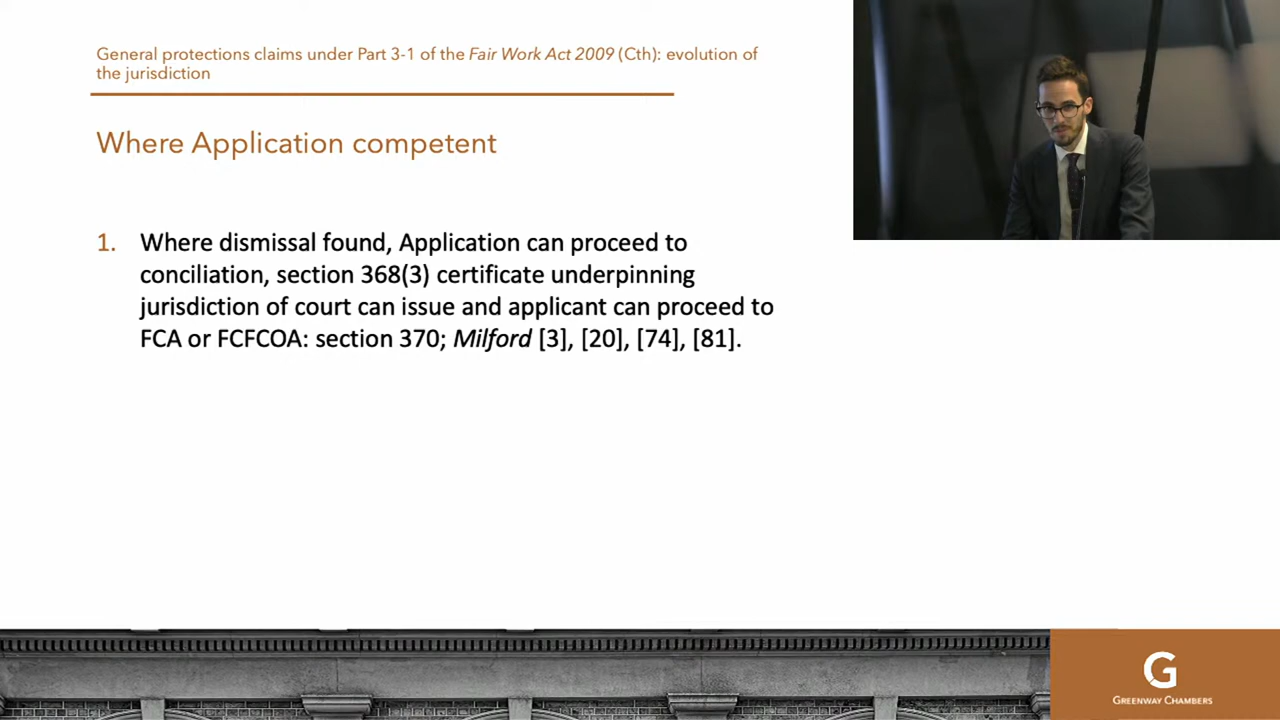 General protections claims under Part 3-1 of the Fair Work Act 2009 (Cth): evolution of
the jurisdiction
Where Application competent
1. Where dismissal found, Application can proceed to
conciliation, section 368(3) certificate underpinning
jurisdiction of court can issue and applicant can proceed to
FCA or FCFCOA: section 370; Milford [3], [20], [74], [81].
G
GREENWAY CHAMBERS